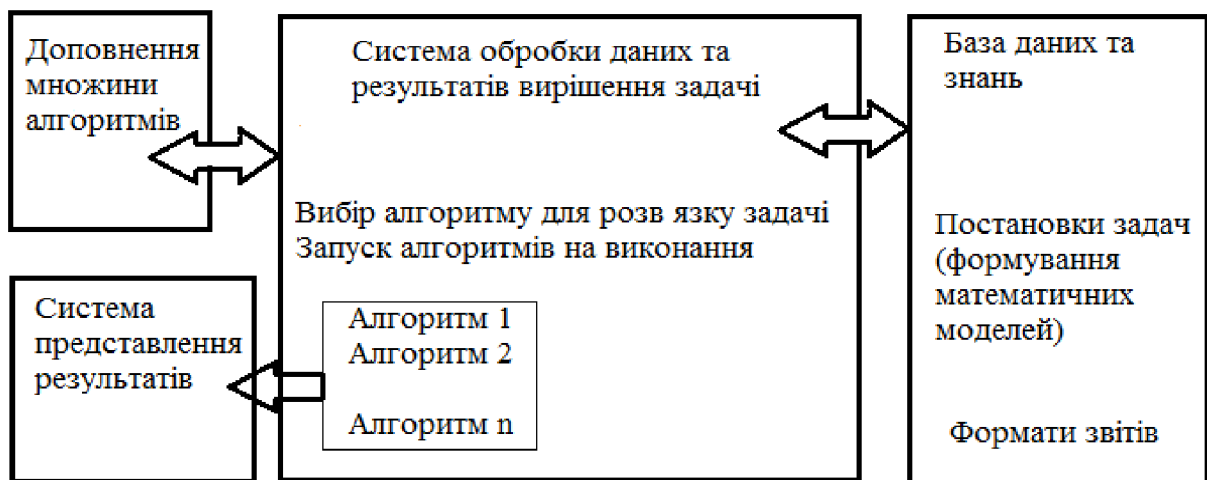 Доповнення
множини
алгоритмів
Система обробки даних та
результатів вирішення задачі
База даних та
знань
Вибір алгоритму для розв язку задачі
Запуск алгоритмів на виконання
Постановки задач
(формування
математичних
моделей)
Система
представлення
результатів
Алгоритм 1
Алгоритм 2
Алгоритм n
Формати звітів